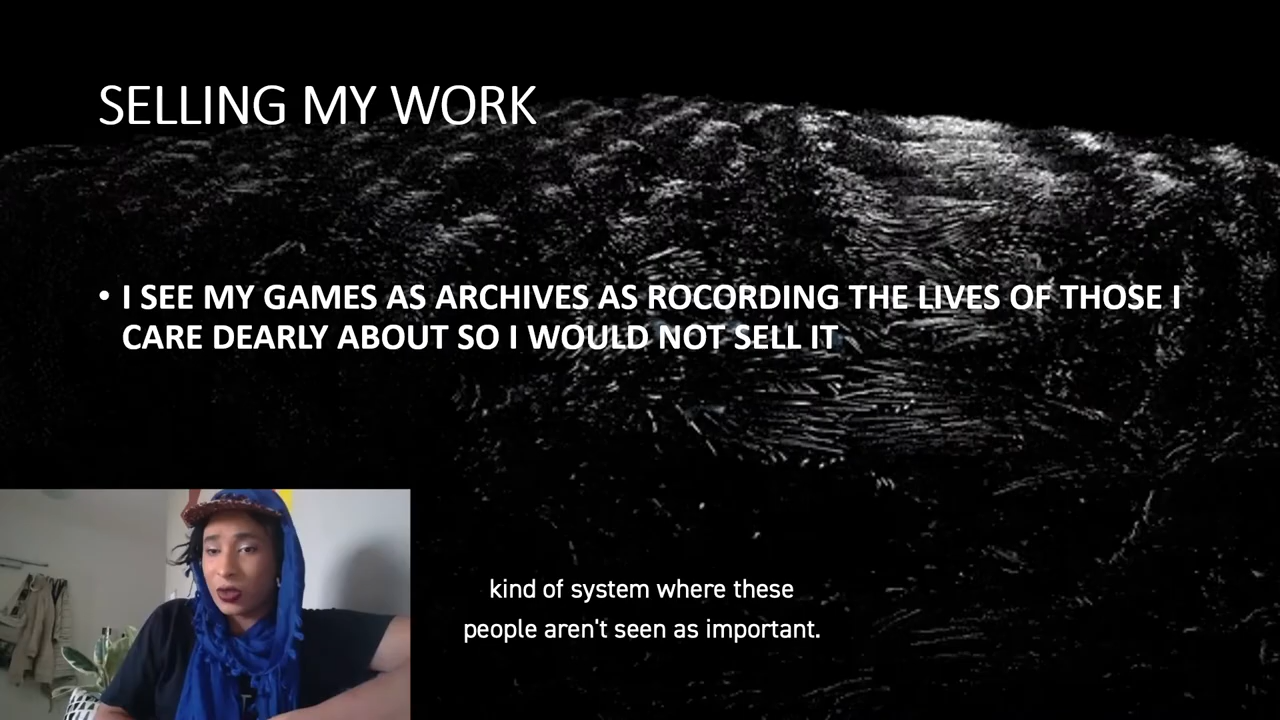 SELLING MY WORK
• I SEE MY GAMES AS ARCHIVES AS ROCORDING THE LIVES OF THOSE I
CARE DEARLY ABOUT SO I WOULD NOT SELL IT
kind of system where these
people aren't seen as important.